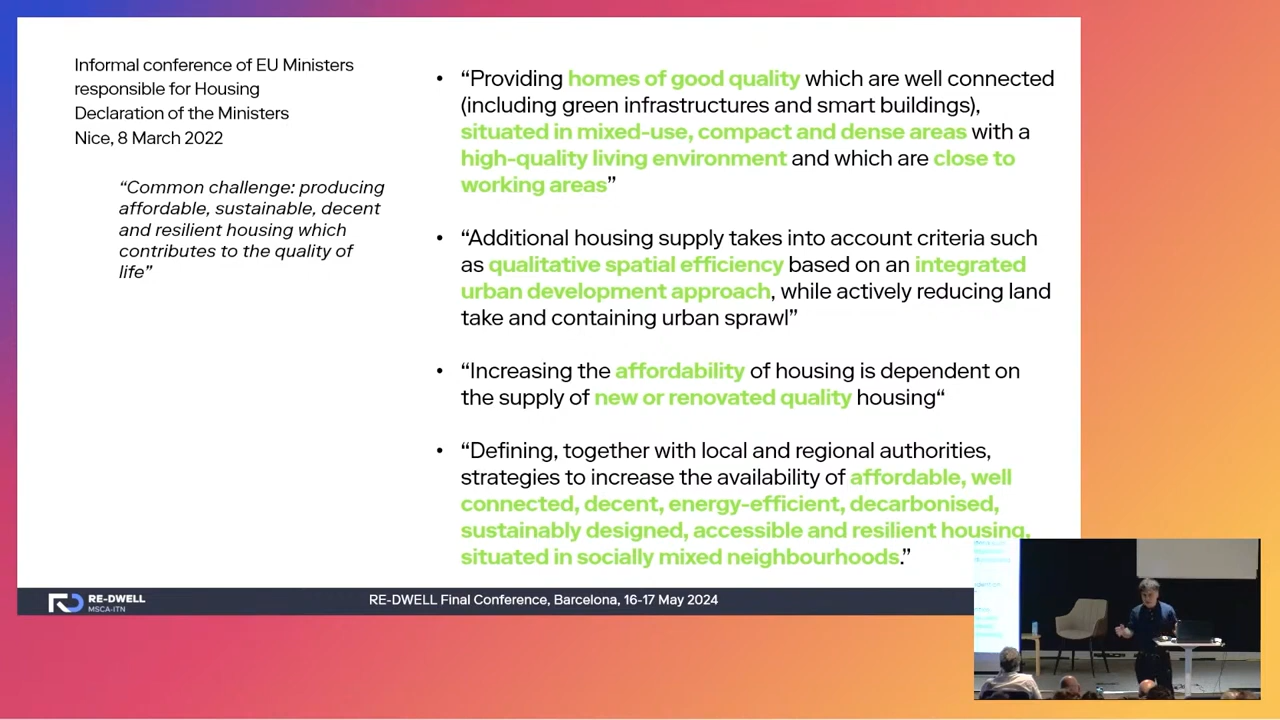 Informal conference of EU Ministers
responsible for Housing
Declaration of the Ministers
Nice, 8 March 2022
“Common challenge: producing
affordable, sustainable, decent
and resilient housing which
contributes to the quality of
life”
• “Providing homes of good quality which are well connected
(including green infrastructures and smart buildings),
situated in mixed-use, compact and dense areas with a
high-quality living environment and which are close to
working areas”
• “Additional housing supply takes into account criteria such
as qualitative spatial efficiency based on an integrated
urban development approach, while actively reducing land
take and containing urban sprawl”
• “Increasing the affordability of housing is dependent on
the supply of new or renovated quality housing“
• “Defining, together with local and regional authorities,
strategies to increase the availability of affordable, well
connected, decent, energy-efficient, decarbonised,
sustainably designed, accessible and resilient housing,
situated in socially mixed neighbourhoods.”
RE-DWELL
MSCA-ITN
RE-DWELL Final Conference, Barcelona, 16-17 May 2024